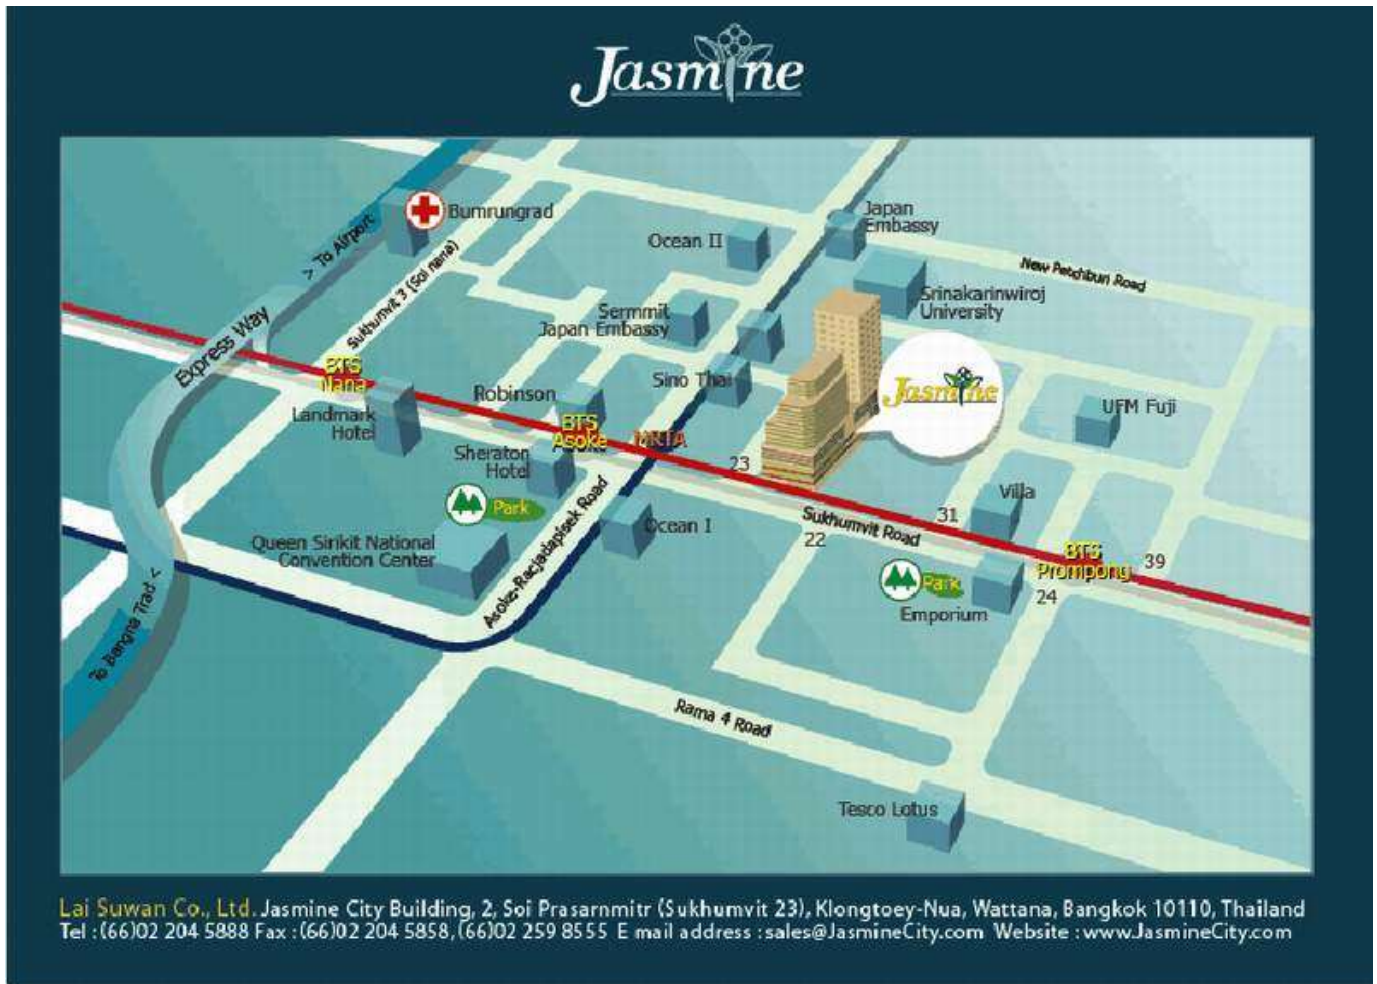 Jasmine
Bumrungrad
Japan
Embassy
Ocean II
> To Airport
Sukhumvit 3 (Soi nana)
New Petchburi Road
Srinakarinwiroj
University
Sermmit
Japan Embassy
Express Way
BTS
Nana
Sino Thai
Jasmine
Robinson
Landmark
Hotel
UFM Fuji
BTS
Asoke
MRTA
Sheraton
Hotel
23
Villa
Park
31
Sukhumvit Road
22
Ocean I
Asoke-Racjadapisek Road
Queen Sirikit National
Convention Center
BTS
Prompong
39
Park
24
Emporium
To Bangna Trad <
Rama 4 Road
Tesco Lotus
Lai Suwan Co., Ltd. Jasmine City Building, 2, Soi Prasarnmitr (Sukhumvit 23), Klongtoey-Nua, Wattana, Bangkok 10110, Thailand
Tel :(66)02 204 5888 Fax :(66)02 204 5858,(66)02 259 8555 E mail address :sales@JasmineCity.com Website :www.JasmineCity.com